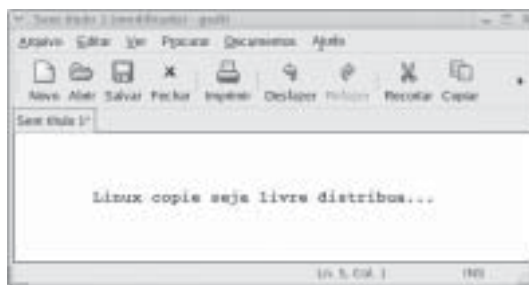 Sem título 1 (modificado) - gedit
Arquivo Editar Ver Procurar Documentos Ajuda
Novo Abrir Salvar Fechar Imprimir Desfazer Refazer Recortar Copiar
Sem título 1*
Linux copie seja livre distribua...
Ln. 5, Col. 1 INS